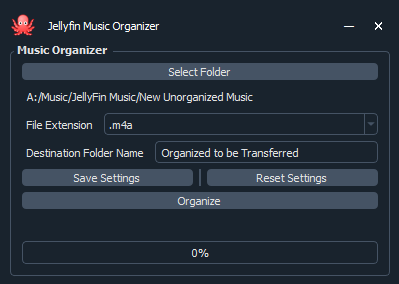 Jellyfin Music Organizer
Music Organizer
Select Folder
A:/Music/JellyFin Music/New Unorganized Music
File Extension .m4a
Destination Folder Name Organized to be Transferred
Save Settings Reset Settings
Organize
0%